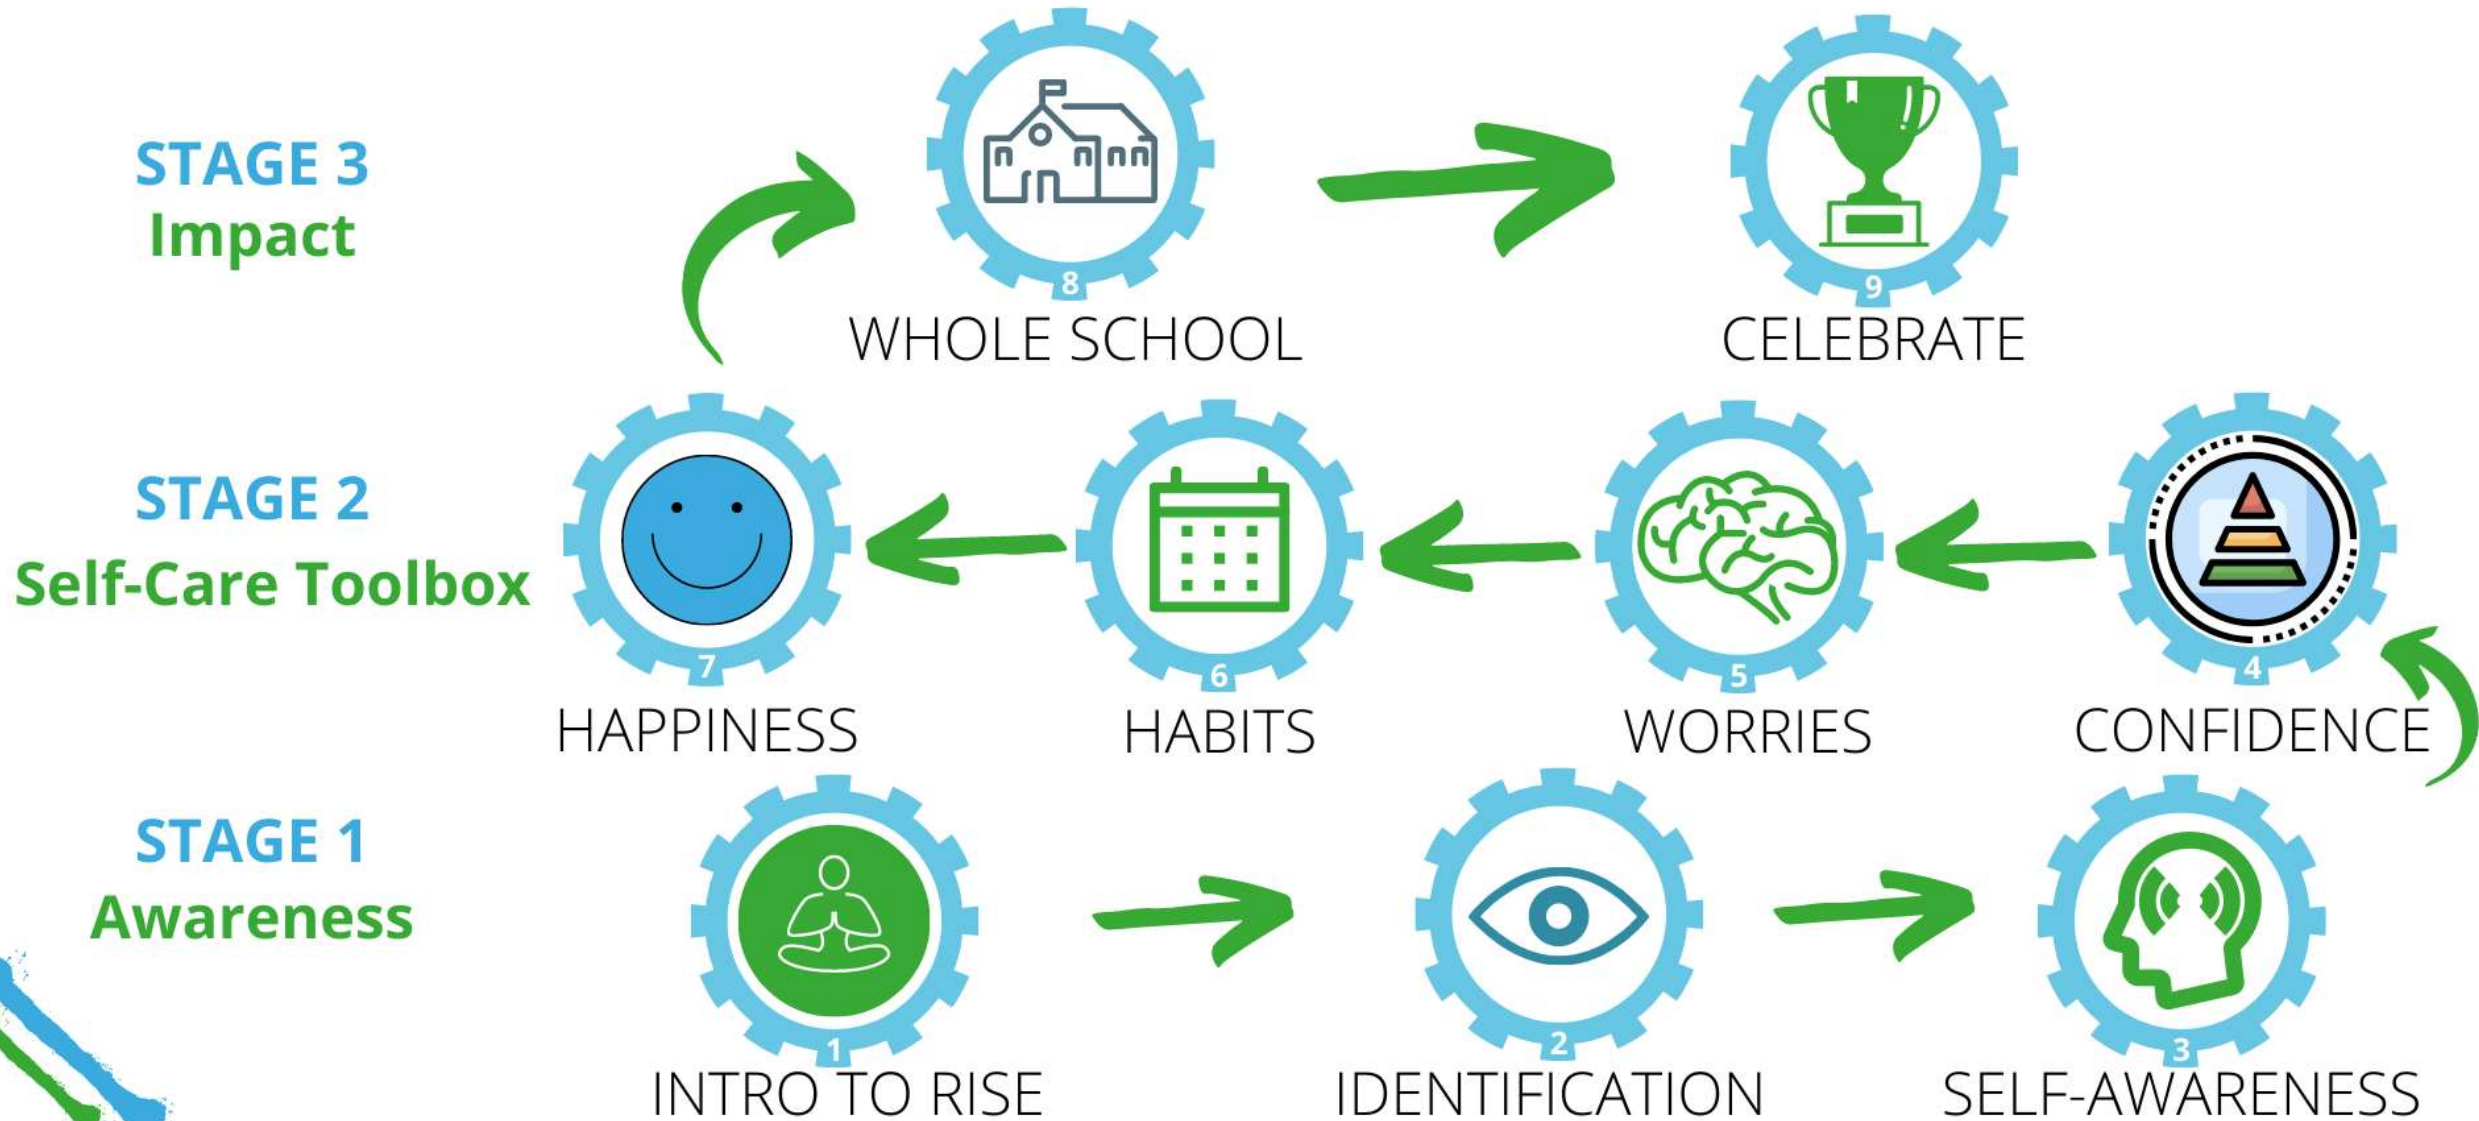 STAGE 3
Impact
8
9
WHOLE SCHOOL
CELEBRATE
STAGE 2
Self-Care Toolbox
7
6
5
4
HAPPINESS
HABITS
WORRIES
CONFIDENCE
STAGE 1
Awareness
1
2
3
INTRO TO RISE
IDENTIFICATION
SELF-AWARENESS